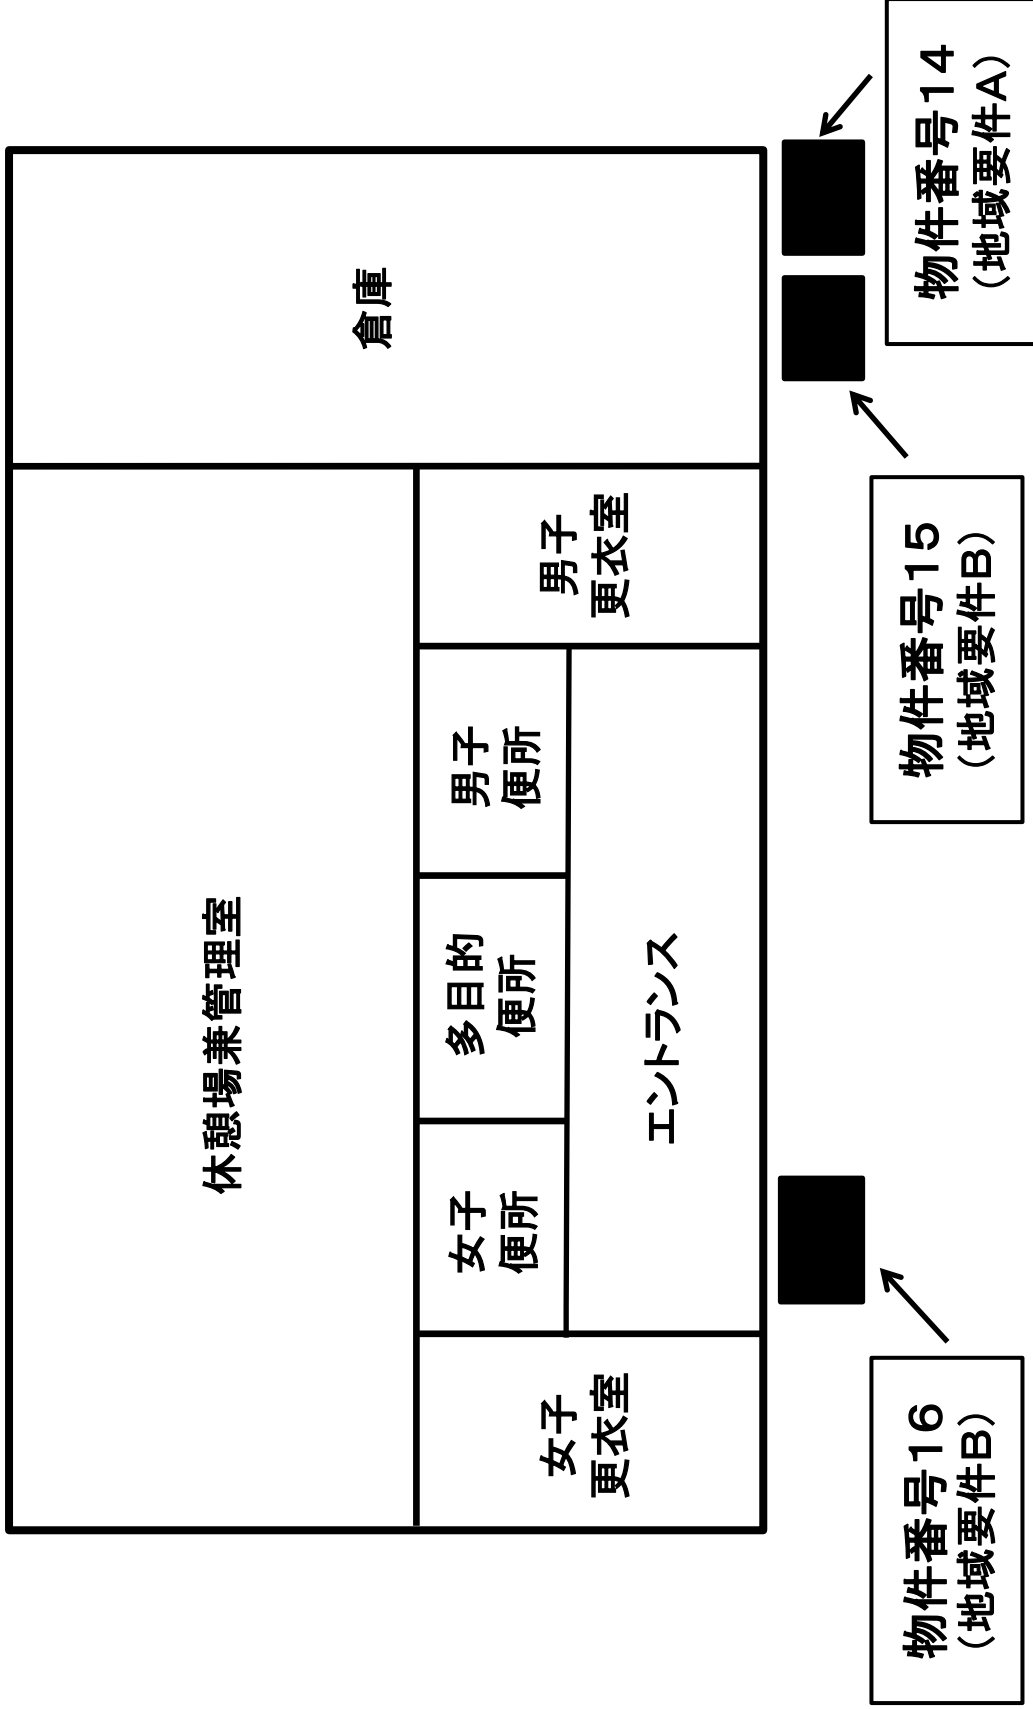 休憩場兼管理室
倉庫
女子
便所
多目的
便所
男子
便所
女子
更衣室
エントランス
男子
更衣室
物件番号16
（地域要件B）
物件番号15
（地域要件B）
物件番号14
（地域要件A）